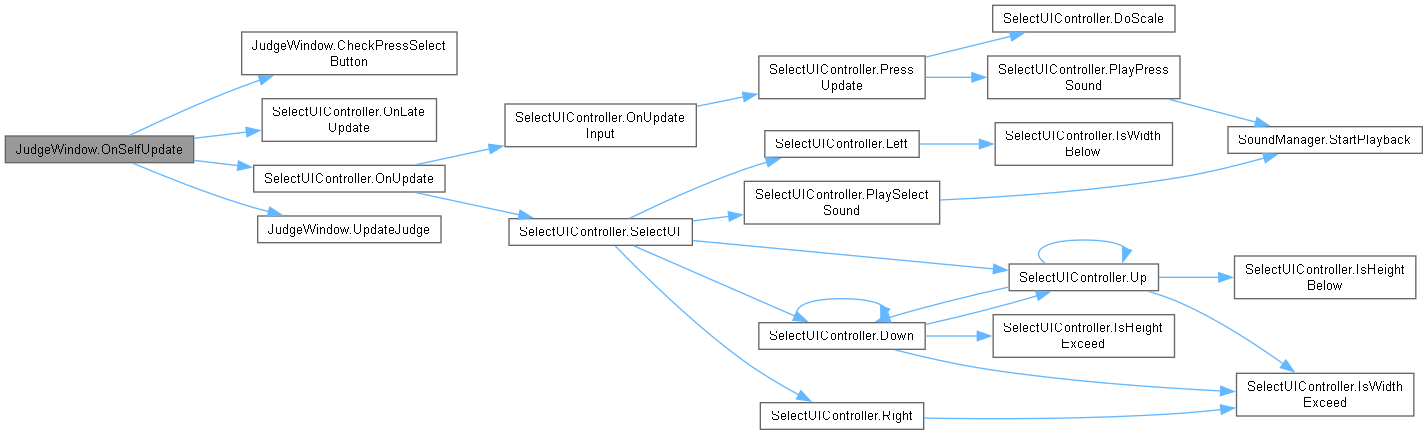 JudgeWindow.OnSelfUpdate
JudgeWindow.CheckPressSelect
Button
SelectUIController.OnLate
Update
SelectUIController.OnUpdate
JudgeWindow.UpdateJudge
SelectUIController.OnUpdate
Input
SelectUIController.SelectUI
SelectUIController.Press
Update
SelectUIController.Left
SelectUIController.PlaySelect
Sound
SelectUIController.Down
SelectUIController.Right
SelectUIController.DoScale
SelectUIController.PlayPress
Sound
SelectUIController.IsWidth
Below
SelectUIController.Up
SelectUIController.IsHeight
Exceed
SoundManager.StartPlayback
SelectUIController.IsHeight
Below
SelectUIController.IsWidth
Exceed